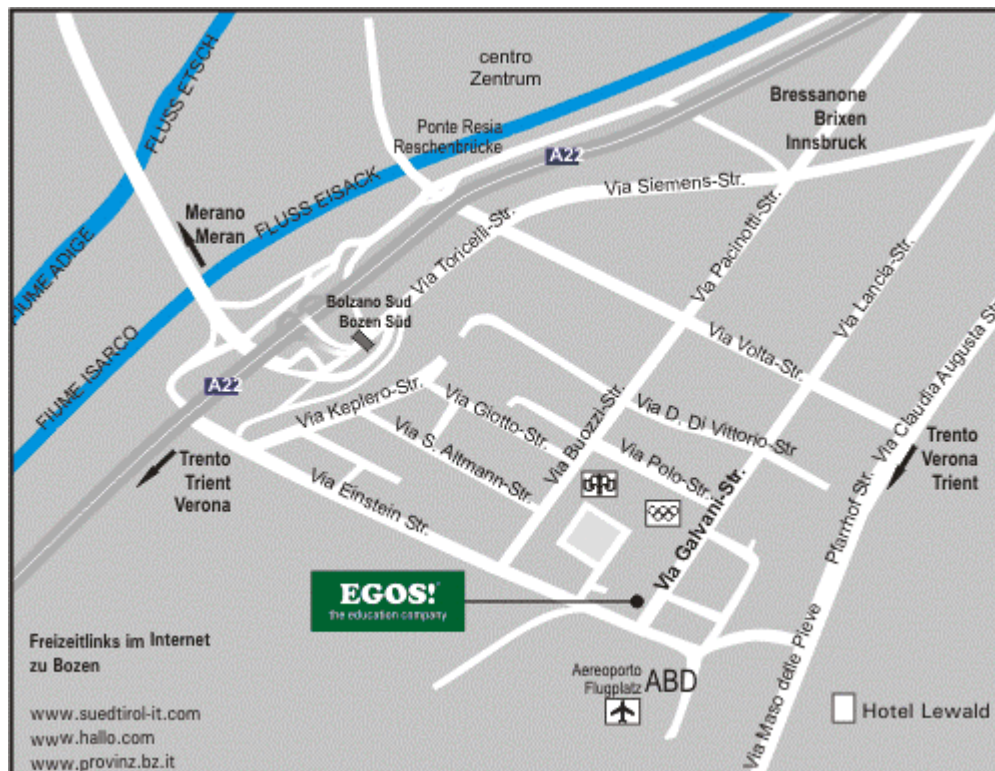 FLUSS ETSCH
centro
Zentrum
Bressanone
Brixen
Innsbruck
Ponte Resia
Reschenbrücke
A22
Via Siemens-Str.
FLUSS EISACK
Merano
Meran
Via Toricelli-Str.
Via Pacinotti-Str.
Via Lancia-Str.
FIUME ADIGE
Bolzano Sud
Bozen Süd
Via Volta-Str.
Via Claudia Augusta St
FIUME ISARCO
A22
Via Keplero-Str.
Via Giotto-Str.
Via Buozzi-Str.
Via D. Di Vittorio-Str
Via S. Altmann-Str.
Via Polo-Str.
Trento
Verona
Trient
Trento
Trient
Verona
Via Einstein Str.
Via Galvani-Str.
Pfarrhof Str.
EGOS!
the education company
Via Maso delle Pieve
Freizeitlinks im Internet
zu Bozen
Aereoporto
Flugplatz
ABD
www.suedtirol-it.com
www.hallo.com
www.provinz.bz.it
Hotel Lewald